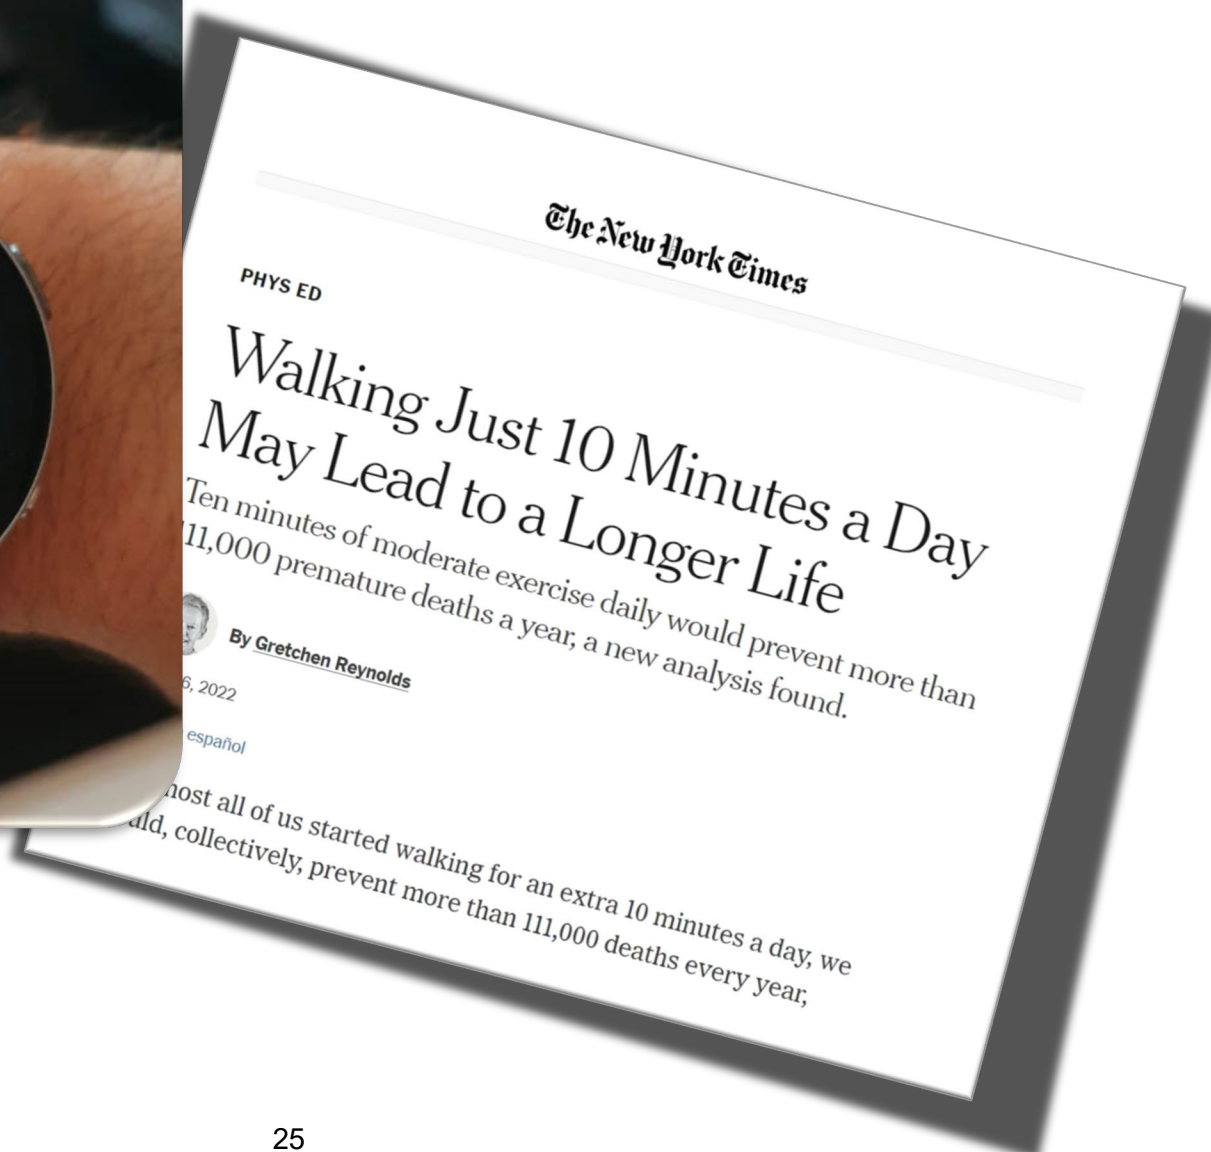 The New York Times
PHYS ED
Walking Just 10 Minutes a Day
May Lead to a Longer Life
Ten minutes of moderate exercise daily would prevent more than
111,000 premature deaths a year, a new analysis found.
By Gretchen Reynolds
6, 2022
español
all of us started walking for an extra 10 minutes a day, we
collectively, prevent more than 111,000 deaths every year,
25